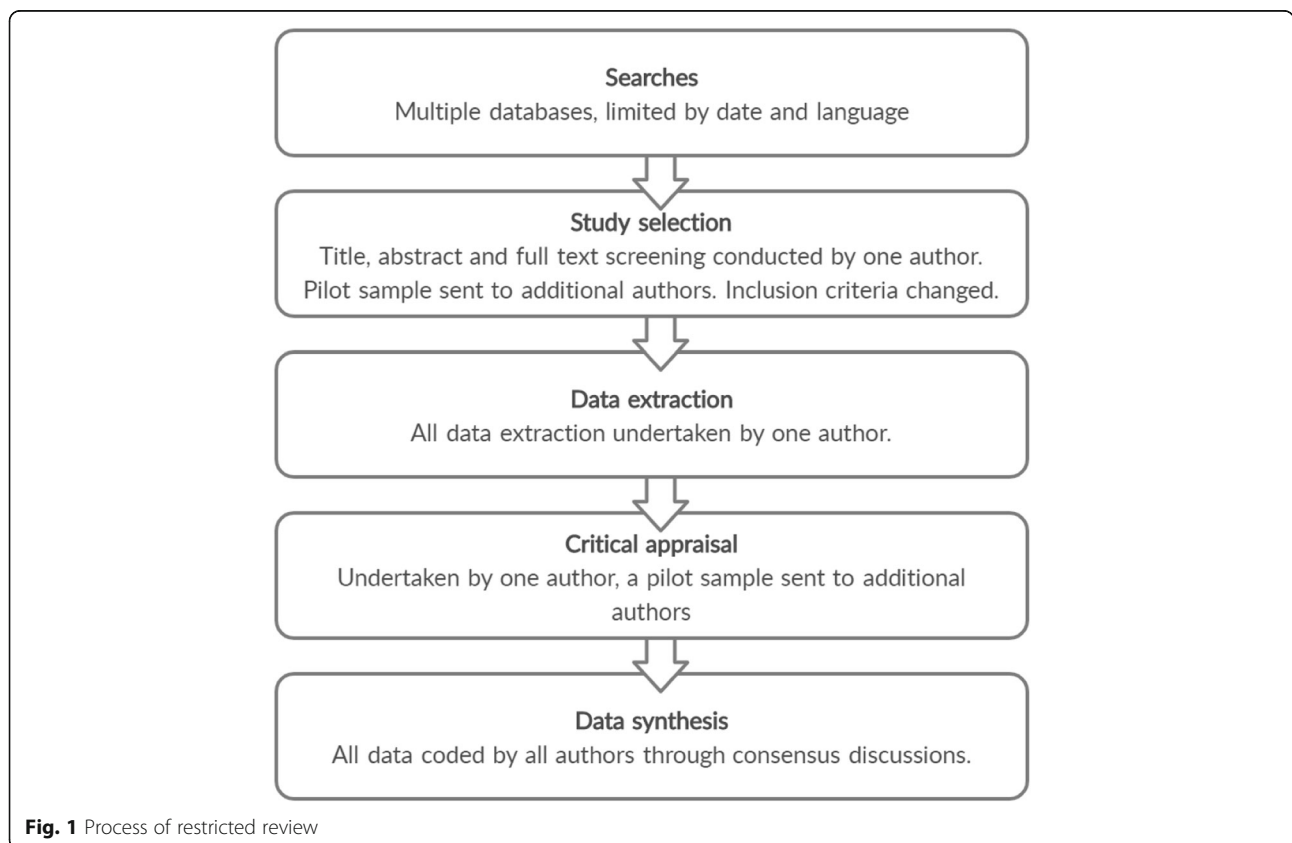 Searches
Multiple databases, limited by date and language
Study selection
Title, abstract and full text screening conducted by one author.
Pilot sample sent to additional authors. Inclusion criteria changed.
Data extraction
All data extraction undertaken by one author.
Critical appraisal
Undertaken by one author, a pilot sample sent to additional
authors
Data synthesis
All data coded by all authors through consensus discussions.
Fig. 1 Process of restricted review